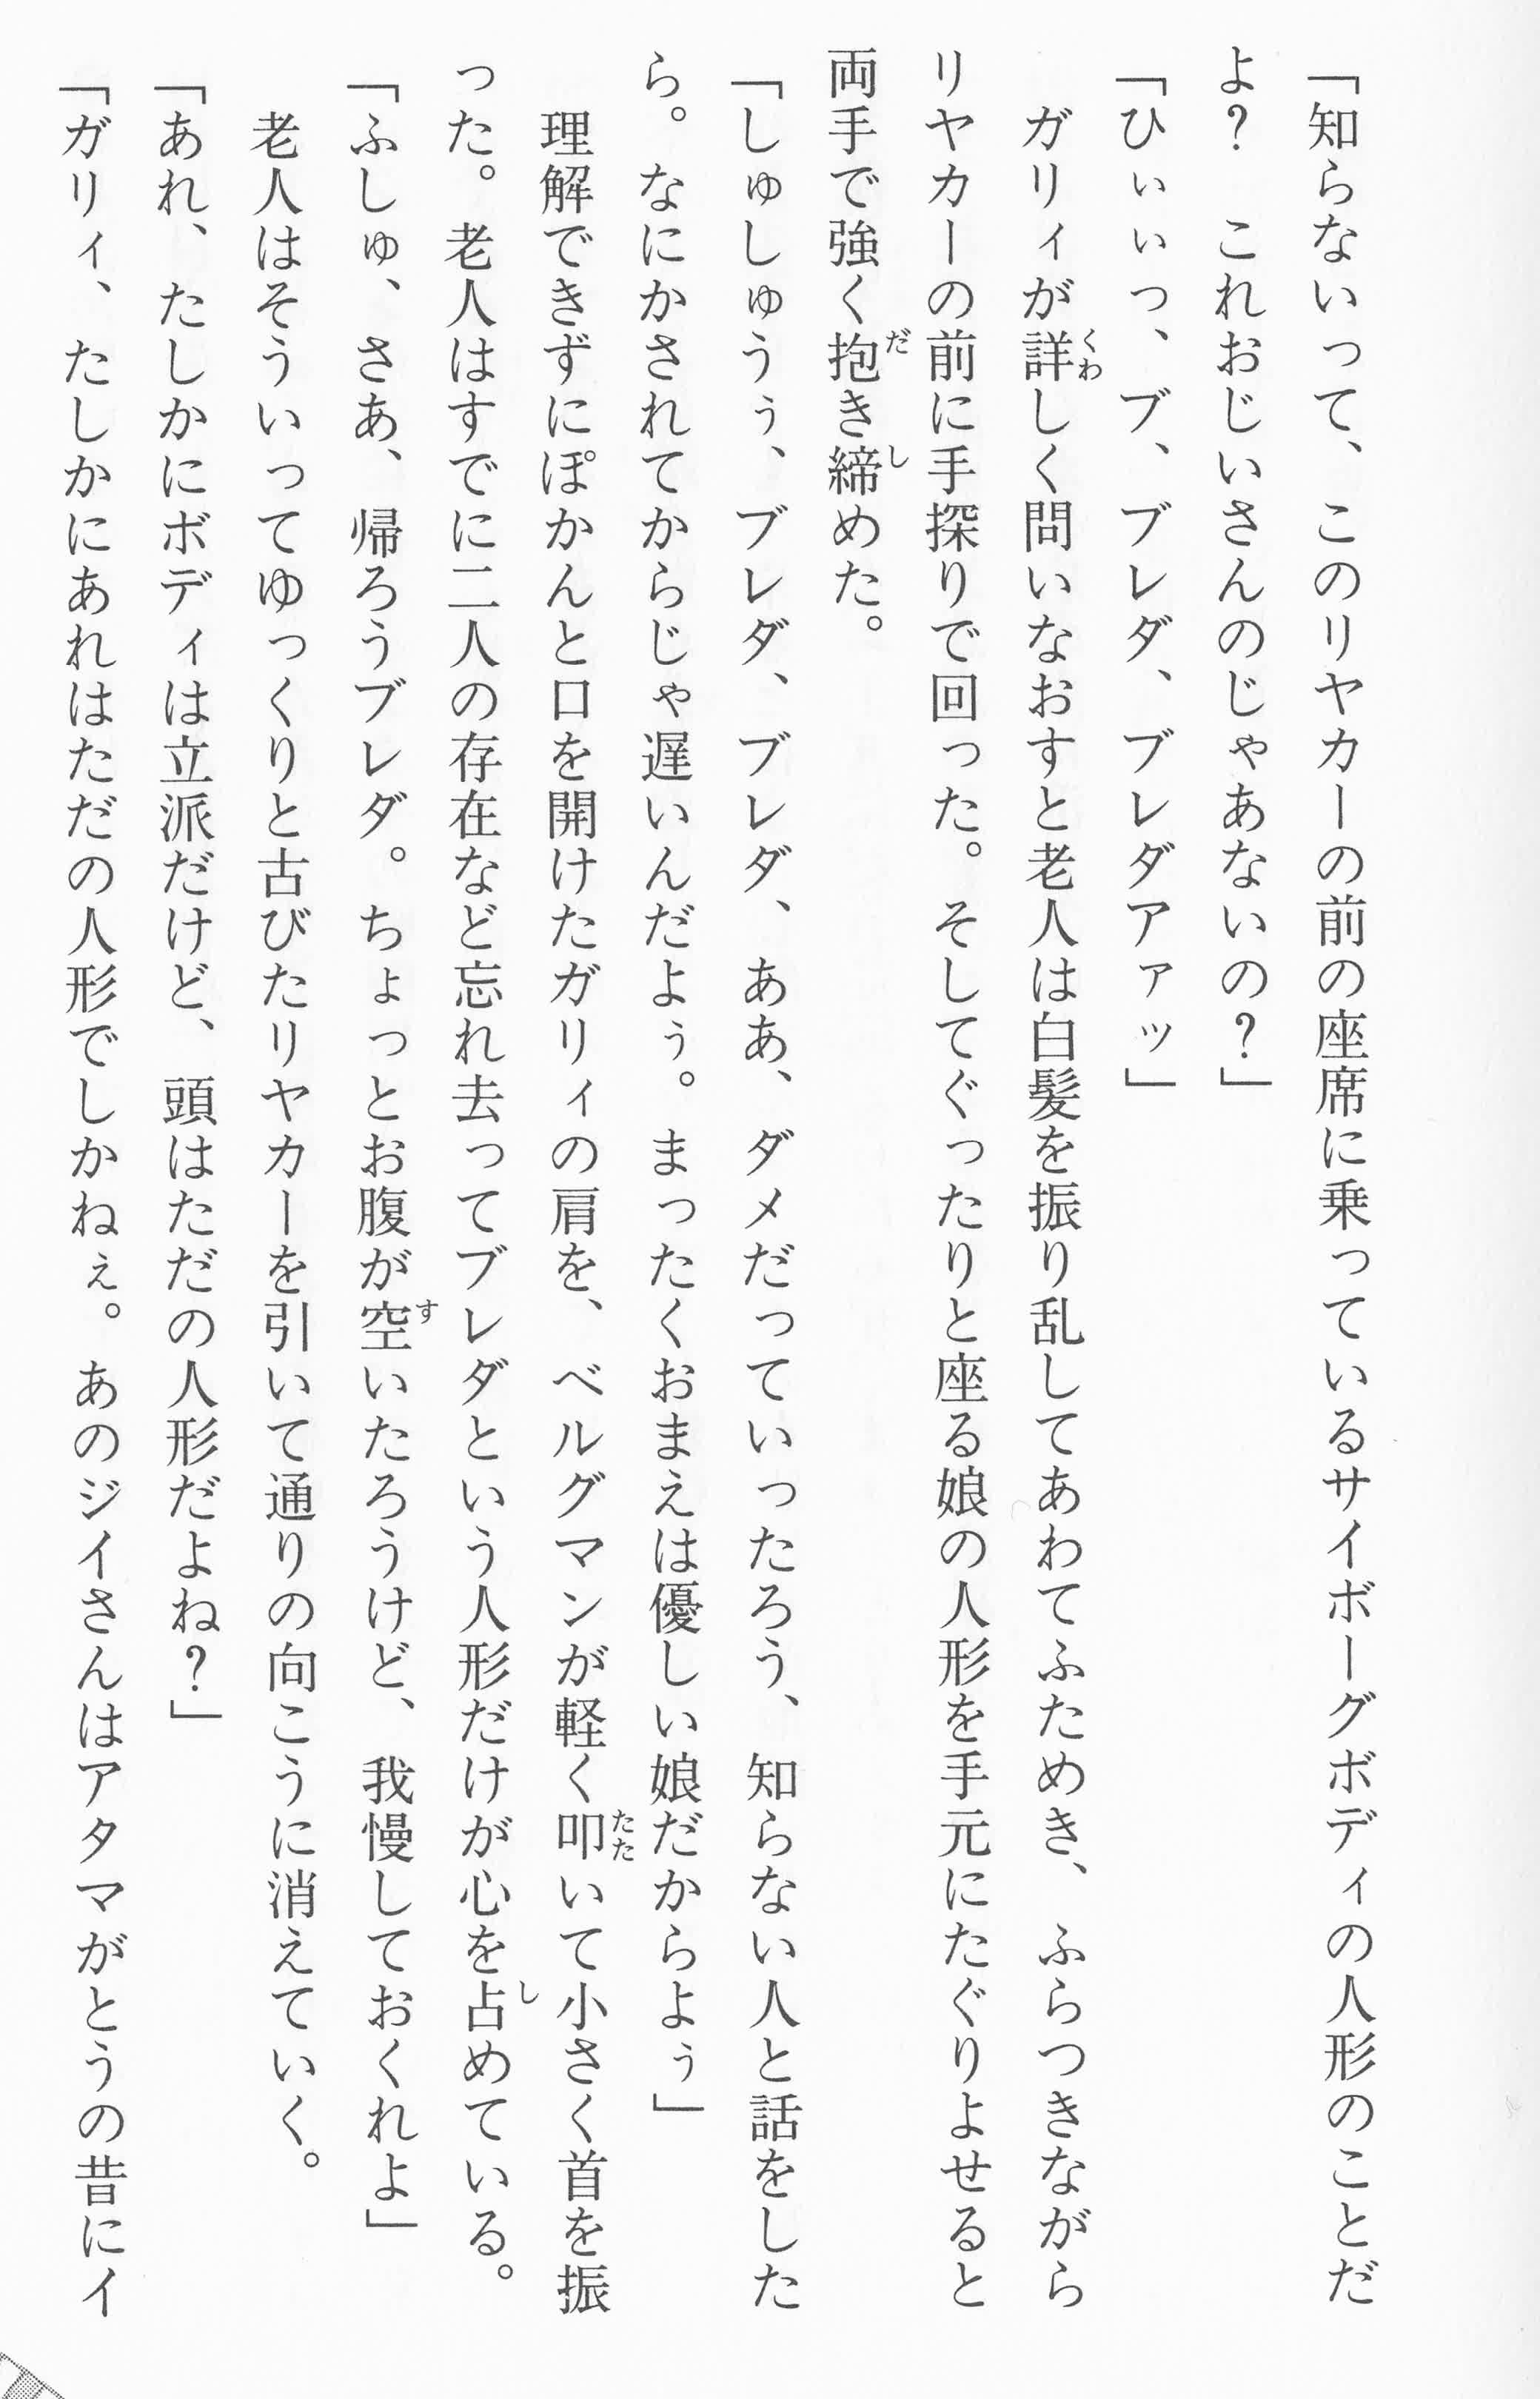 「知らないって、このリヤカーの前の座席に乗っているサイボーグボディの人形のことだ
よ？　これおじいさんのじゃあないの？」
「ひぃぃっ、ブ、ブレダ、ブレダアァッ」
　ガリィが詳しく問いなおすと老人は白髪を振り乱してあわてふためき、ふらつきながら
リヤカーの前に手探りで回った。そしてぐったりと座る娘の人形を手元にたぐりよせると
両手で強く抱き締めた。
「しゅしゅうぅ、ブレダ、ブレダ、ああ、ダメだっていったろう、知らない人と話をした
ら。なにかされてからじゃ遅いんだよぅ。まったくおまえは優しい娘だからよぅ」
　理解できずにぽかんと口を開けたガリィの肩を、ベルグマンが軽く叩いて小さく首を振
った。老人はすでに二人の存在など忘れ去ってブレダという人形だけが心を占めている。
「ふしゅ、さあ、帰ろうブレダ。ちょっとお腹が空いたろうけど、我慢しておくれよ」
　老人はそういってゆっくりと古びたリヤカーを引いて通りの向こうに消えていく。
「あれ、たしかにボディは立派だけど、頭はただの人形だよね？」
「ガリィ、たしかにあれはただの人形でしかねぇ。あのジイさんはアタマがとうの昔にイ